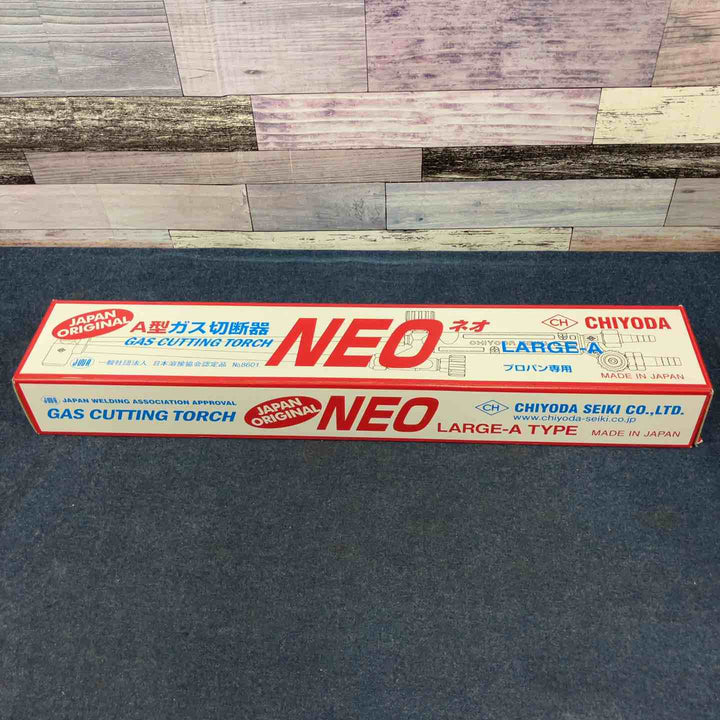 JAPAN
ORIGINAL
A型ガス切断器
GAS CUTTING TORCH
一般社団法人 日本溶接協会認定品 №8601
NEO ネオ
CH CHIYODA
LARGE-A
プロパン専用
MADE IN JAPAN
JAPAN WELDING ASSOCIATION APPROVAL
GAS CUTTING TORCH
JAPAN
ORIGINAL
NEO
LARGE-A TYPE
CH CHIYODA SEIKI CO.,LTD.
www.chiyoda-seiki.co.jp
MADE IN JAPAN